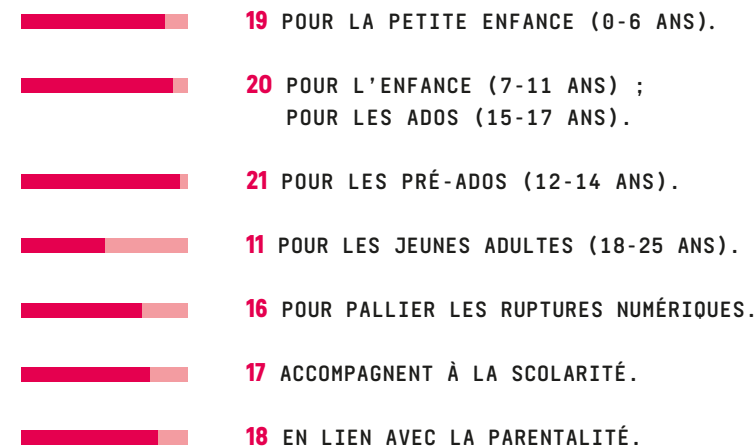 19 POUR LA PETITE ENFANCE (0-6 ANS).
20 POUR L'ENFANCE (7-11 ANS) ;
POUR LES ADOS (15-17 ANS).
21 POUR LES PRÉ-ADOS (12-14 ANS).
11 POUR LES JEUNES ADULTES (18-25 ANS).
16 POUR PALLIER LES RUPTURES NUMÉRIQUES.
17 ACCOMPAGNENT À LA SCOLARITÉ.
18 EN LIEN AVEC LA PARENTALITÉ.